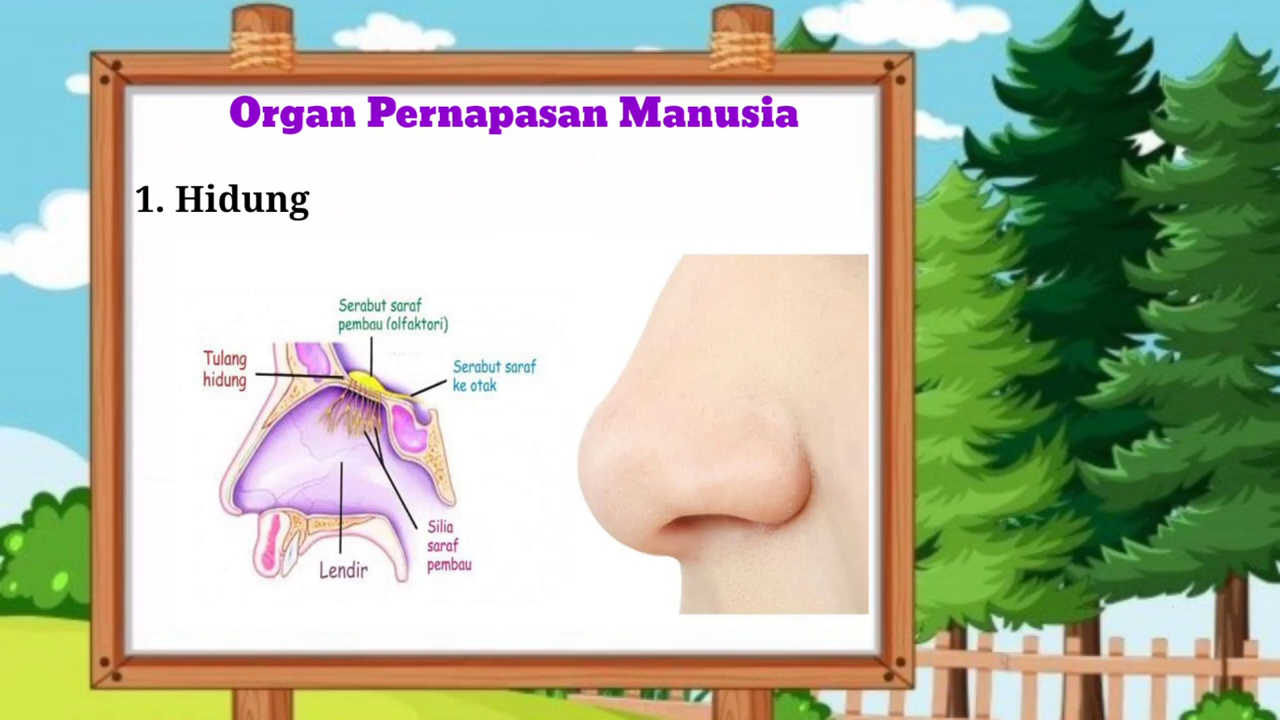 Organ Pernapasan Manusia
1. Hidung
Serabut saraf
pembau (olfaktori)
Tulang
hidung
Serabut saraf
ke otak
Silia
saraf
pembau
Lendir